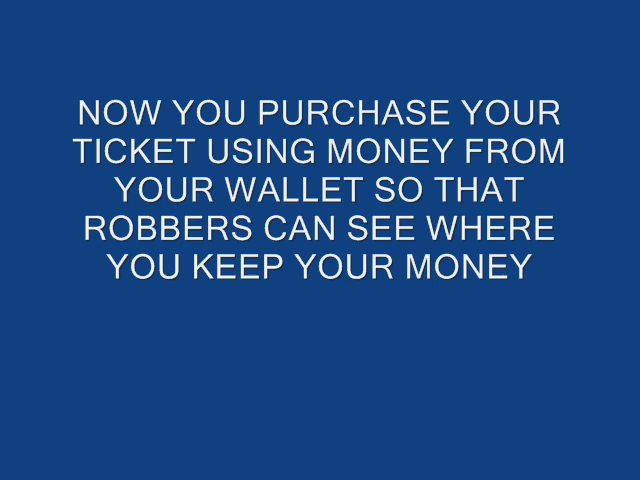 NOW YOU PURCHASE YOUR
TICKET USING MONEY FROM
YOUR WALLET SO THAT
ROBBERS CAN SEE WHERE
YOU KEEP YOUR MONEY